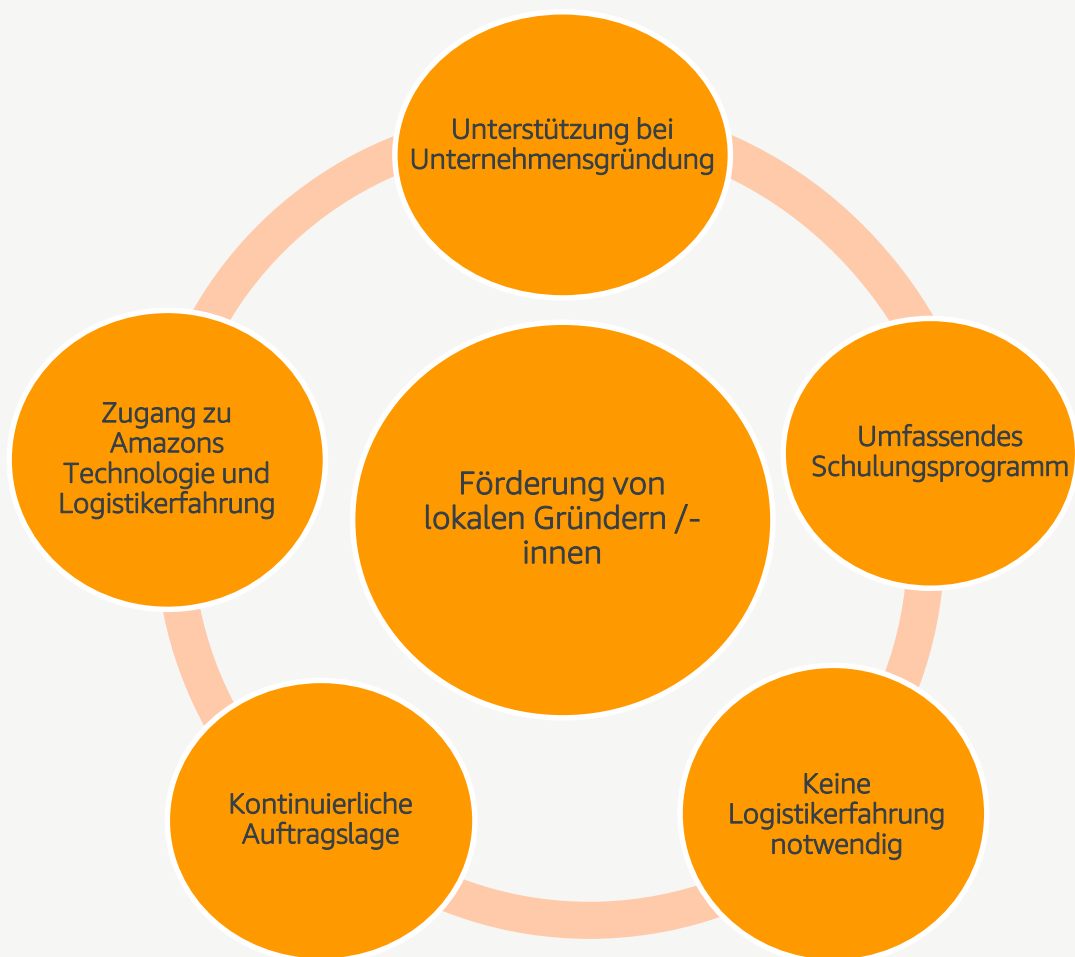 Unterstützung bei
Unternehmensgründung
Umfassendes
Schulungsprogramm
Keine
Logistikerfahrung
notwendig
Kontinuierliche
Auftragslage
Zugang zu
Amazons
Technologie und
Logistikerfahrung
Förderung von
lokalen Gründern /-
innen